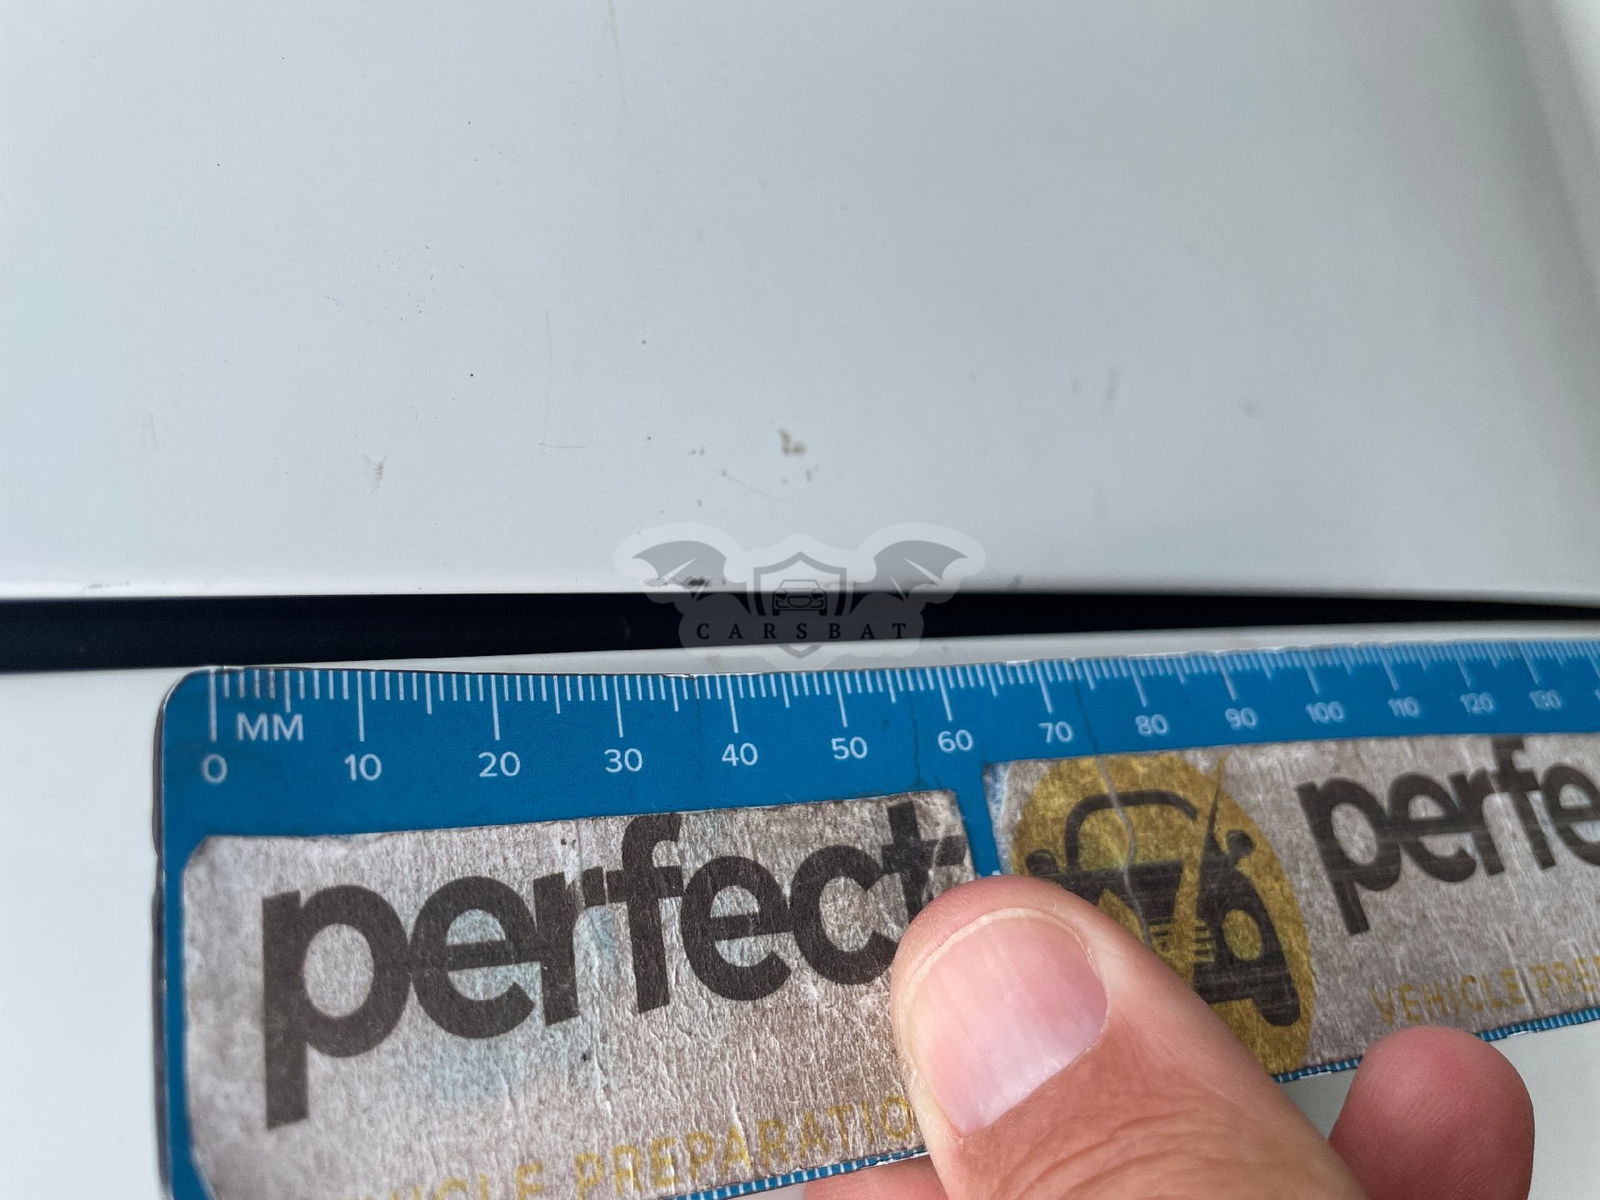 CARSBAT
MM
0 10 20 30 40 50 60 70 80 90 100 110 120 130
perfect
perfe
VEHICLE PREPARATIO
VEHICLE PRE